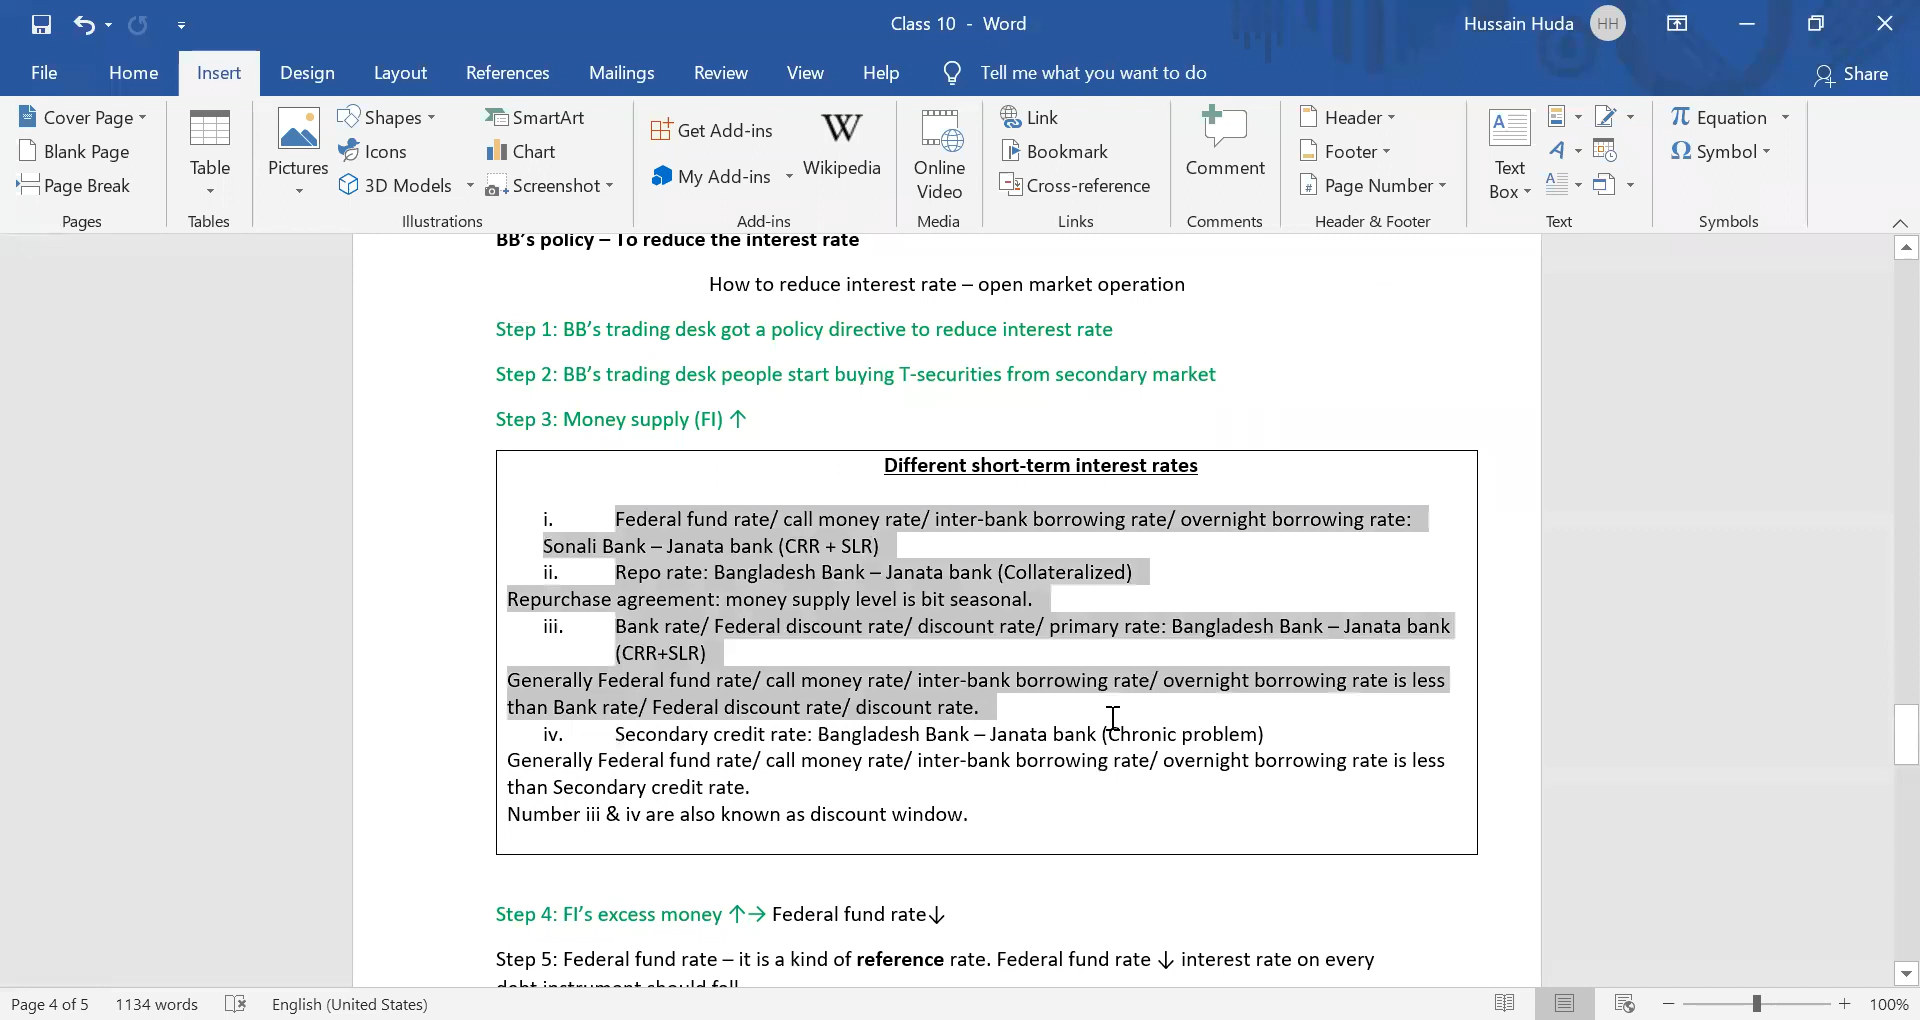 Class 10 - Word
Hussain Huda
HH
File
Home
Insert
Design
Layout
References
Mailings
Review
View
Help
Tell me what you want to do
Share
Cover Page
Blank Page
Page Break
Pages
Table
Tables
Pictures
Shapes
Icons
3D Models
SmartArt
Chart
Screenshot
Illustrations
Get Add-ins
My Add-ins
Wikipedia
Add-ins
Online
Video
Media
Link
Bookmark
Cross-reference
Links
Comment
Comments
Header
Footer
Page Number
Header & Footer
Text
Box
Text
Equation
Symbol
Symbols
BB's policy – To reduce the interest rate
How to reduce interest rate – open market operation
Step 1: BB's trading desk got a policy directive to reduce interest rate
Step 2: BB's trading desk people start buying T-securities from secondary market
Step 3: Money supply (FI) ↑
Different short-term interest rates
i. Federal fund rate/ call money rate/ inter-bank borrowing rate/ overnight borrowing rate:
Sonali Bank – Janata bank (CRR + SLR)
ii. Repo rate: Bangladesh Bank – Janata bank (Collateralized)
Repurchase agreement: money supply level is bit seasonal.
iii. Bank rate/ Federal discount rate/ discount rate/ primary rate: Bangladesh Bank – Janata bank
(CRR+SLR)
Generally Federal fund rate/ call money rate/ inter-bank borrowing rate/ overnight borrowing rate is less
than Bank rate/ Federal discount rate/ discount rate.
iv. Secondary credit rate: Bangladesh Bank – Janata bank (Chronic problem)
Generally Federal fund rate/ call money rate/ inter-bank borrowing rate/ overnight borrowing rate is less
than Secondary credit rate.
Number iii & iv are also known as discount window.
Step 4: FI's excess money ↑→ Federal fund rate↓
Step 5: Federal fund rate – it is a kind of reference rate. Federal fund rate ↓ interest rate on every
debt instrument should fall
Page 4 of 5
1134 words
English (United States)
100%